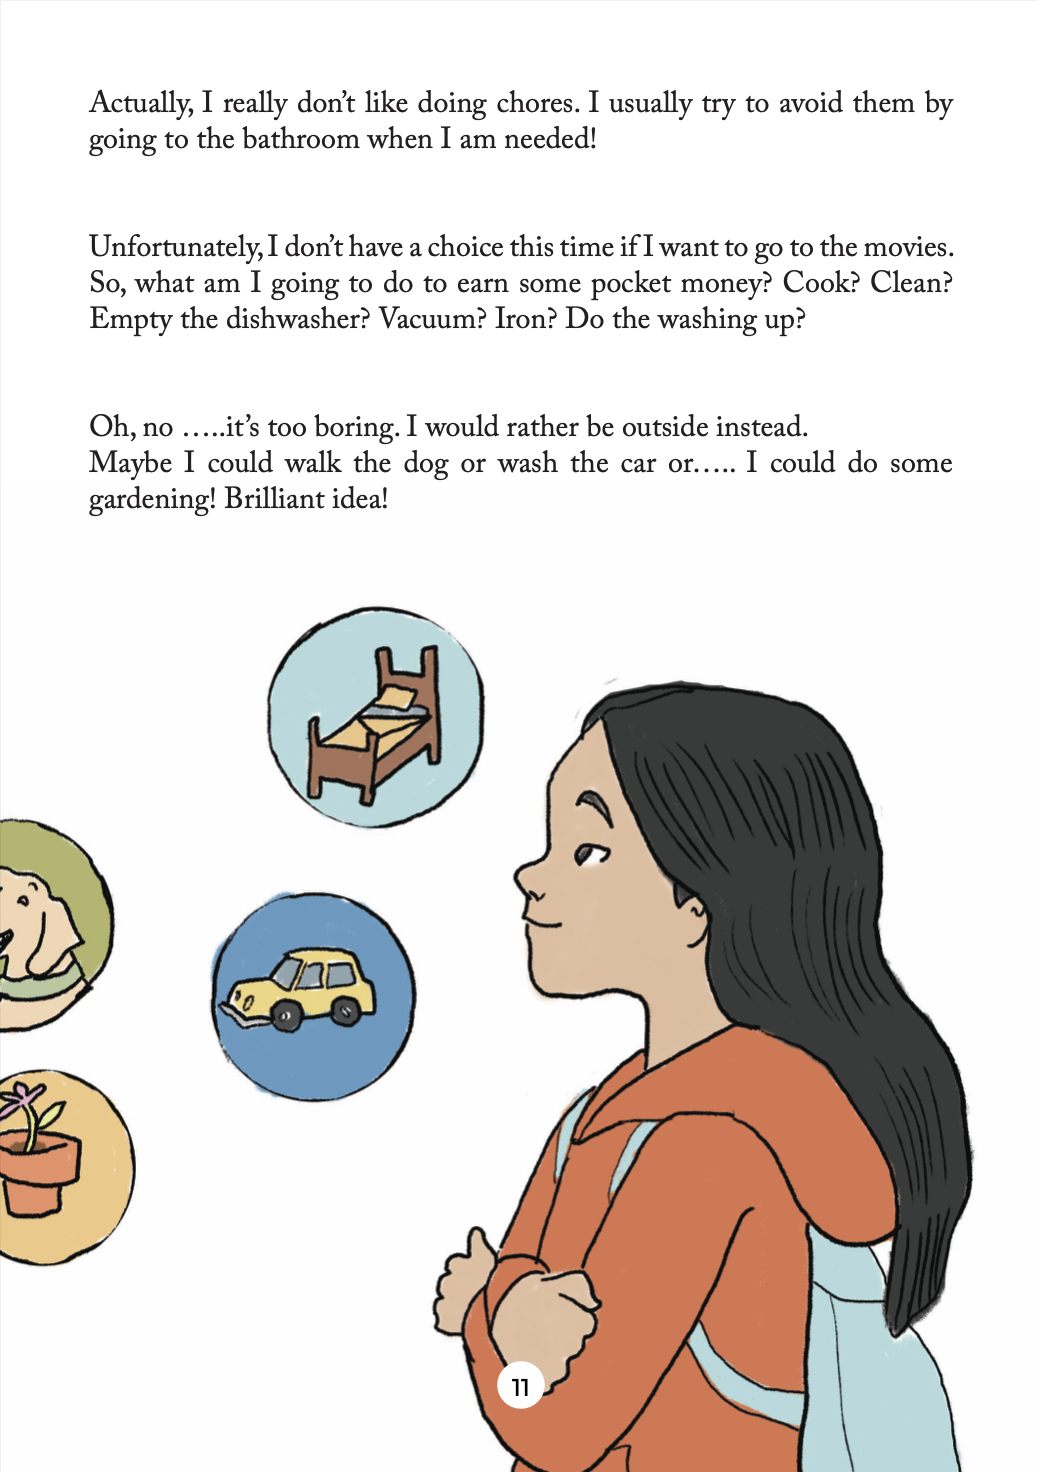 Actually, I really don't like doing chores. I usually try to avoid them by
going to the bathroom when I am needed!
Unfortunately, I don't have a choice this time if I want to go to the movies.
So, what am I going to do to earn some pocket money? Cook? Clean?
Empty the dishwasher? Vacuum? Iron? Do the washing up?
Oh, no …..it's too boring. I would rather be outside instead.
Maybe I could walk the dog or wash the car or….. I could do some
gardening! Brilliant idea!
11